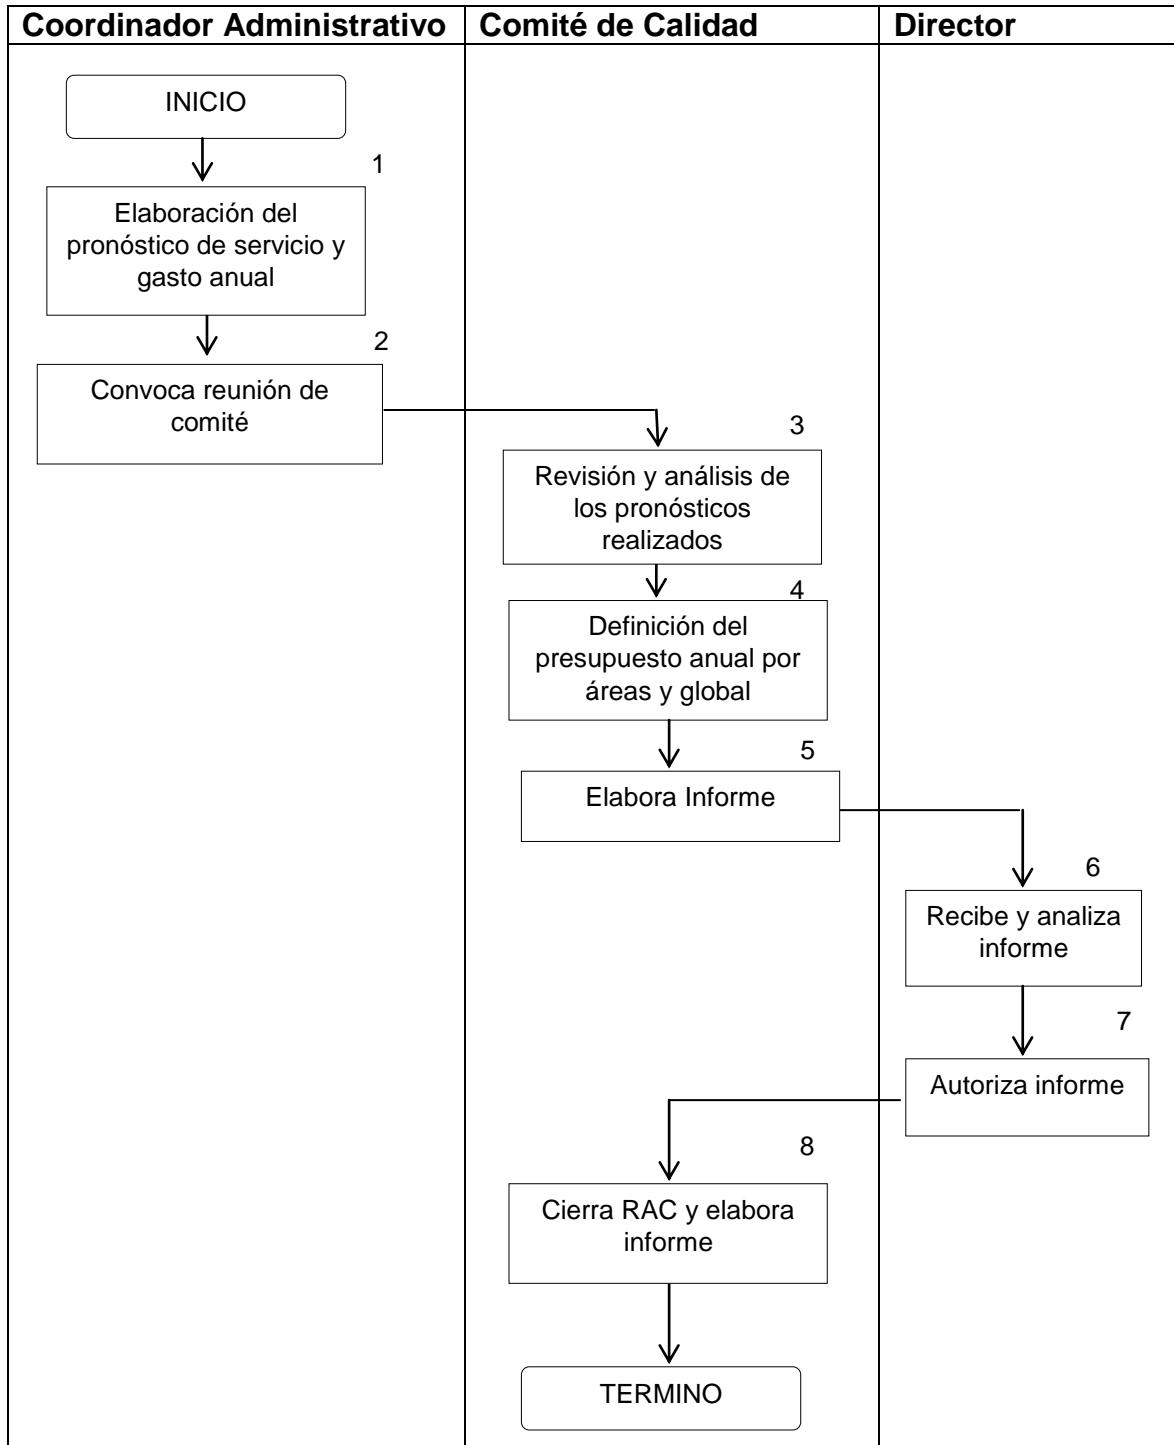 Coordinador Administrativo
Comité de Calidad
Director
INICIO
1
Elaboración del
pronóstico de servicio y
gasto anual
2
Convoca reunión de
comité
3
Revisión y análisis de
los pronósticos
realizados
4
Definición del
presupuesto anual por
áreas y global
5
Elabora Informe
6
Recibe y analiza
informe
7
Autoriza informe
8
Cierra RAC y elabora
informe
TERMINO